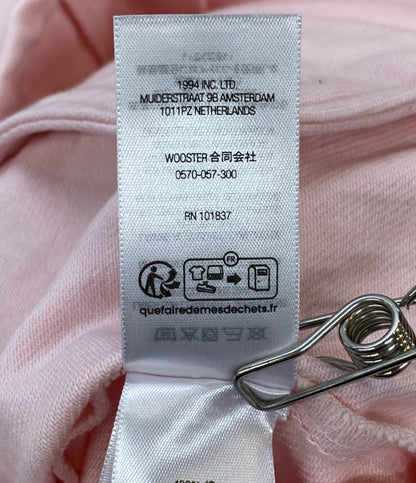 1994 INC. LTD.
MUIDERSTRAAT 9B AMSTERDAM
1011PZ NETHERLANDS
WOOSTER 合同会社
0570-057-300
RN 101837
FR
quefairedemesdechets.fr